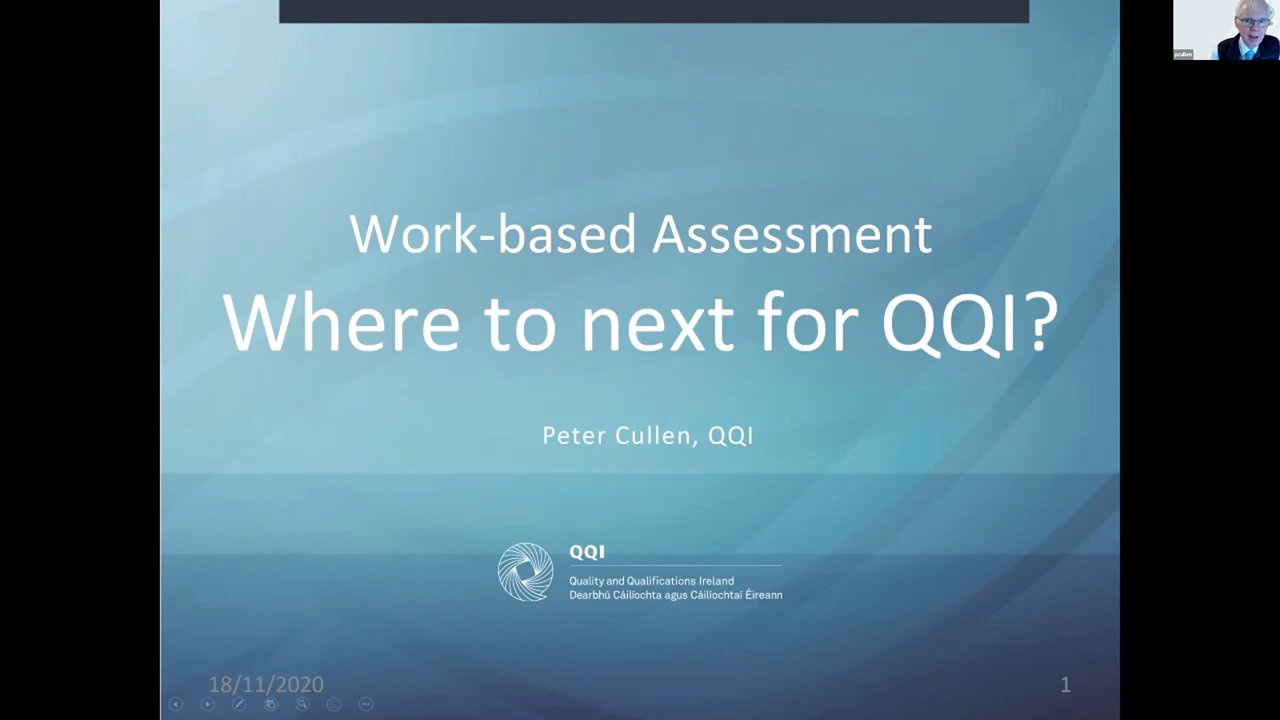 pcullen
Work-based Assessment
Where to next for QQI?
Peter Cullen, QQI
QQI
Quality and Qualifications Ireland
Dearbhú Cáilíochta agus Cáilíochtaí Éireann
18/11/2020
1